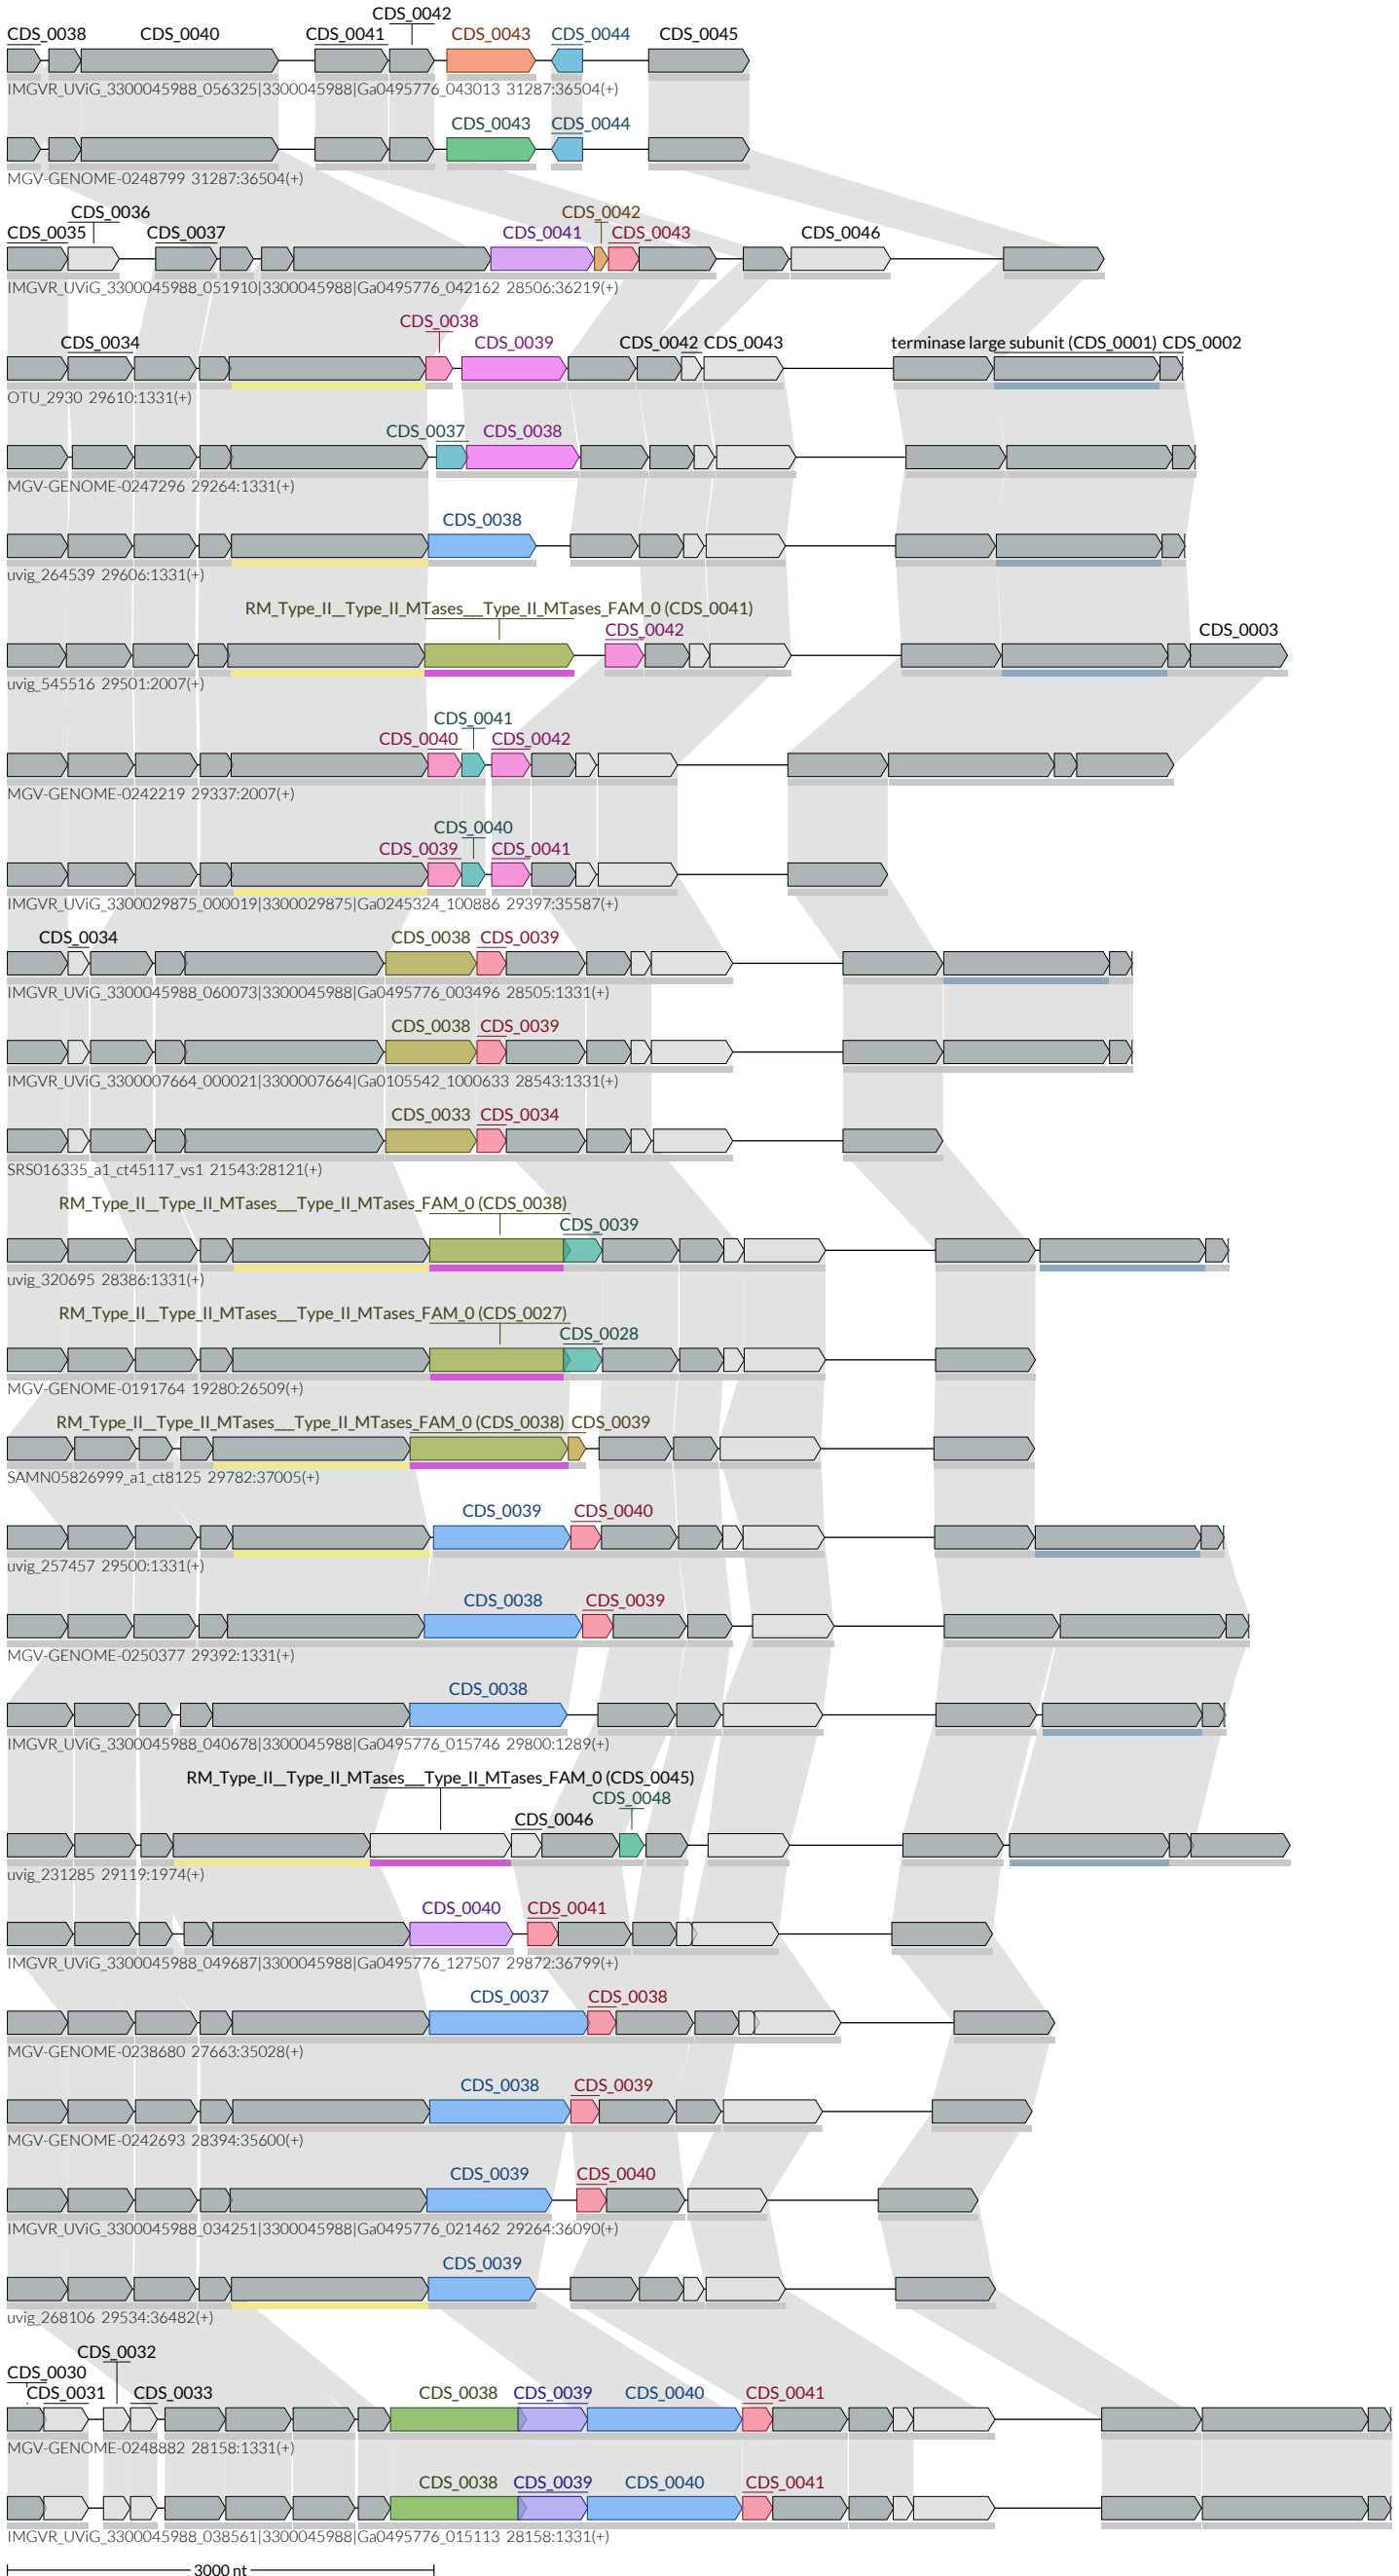 CDS_0042
CDS_0038 CDS_0040 CDS_0041 CDS_0043 CDS_0044 CDS_0045
IMGVR_UViG_3300045988_056325|3300045988|Ga0495776_043013 31287:36504(+)
CDS_0043 CDS_0044
MGV-GENOME-0248799 31287:36504(+)
CDS_0036 CDS_0042
CDS_0035 CDS_0037 CDS_0041 CDS_0043 CDS_0046
IMGVR_UViG_3300045988_051910|3300045988|Ga0495776_042162 28506:36219(+)
CDS_0038
CDS_0034 CDS_0039 CDS_0042 CDS_0043 terminase large subunit (CDS_0001) CDS_0002
OTU_2930 29610:1331(+)
CDS_0037 CDS_0038
MGV-GENOME-0247296 29264:1331(+)
CDS_0038
uvig_264539 29606:1331(+)
RM_Type_II__Type_II_MTases___Type_II_MTases_FAM_0 (CDS_0041)
CDS_0042 CDS_0003
uvig_545516 29501:2007(+)
CDS_0041
CDS_0040 CDS_0042
MGV-GENOME-0242219 29337:2007(+)
CDS_0040
CDS_0039 CDS_0041
IMGVR_UViG_3300029875_000019|3300029875|Ga0245324_100886 29397:35587(+)
CDS_0034 CDS_0038 CDS_0039
IMGVR_UViG_3300045988_060073|3300045988|Ga0495776_003496 28505:1331(+)
CDS_0038 CDS_0039
IMGVR_UViG_3300007664_000021|3300007664|Ga0105542_1000633 28543:1331(+)
CDS_0033 CDS_0034
SRS016335_a1_ct45117_vs1 21543:28121(+)
RM_Type_II__Type_II_MTases___Type_II_MTases_FAM_0 (CDS_0038)
CDS_0039
uvig_320695 28386:1331(+)
RM_Type_II__Type_II_MTases___Type_II_MTases_FAM_0 (CDS_0027)
CDS_0028
MGV-GENOME-0191764 19280:26509(+)
RM_Type_II__Type_II_MTases___Type_II_MTases_FAM_0 (CDS_0038) CDS_0039
SAMN05826999_a1_ct8125 29782:37005(+)
CDS_0039 CDS_0040
uvig_257457 29500:1331(+)
CDS_0038 CDS_0039
MGV-GENOME-0250377 29392:1331(+)
CDS_0038
IMGVR_UViG_3300045988_040678|3300045988|Ga0495776_015746 29800:1289(+)
RM_Type_II__Type_II_MTases___Type_II_MTases_FAM_0 (CDS_0045)
CDS_0048
CDS_0046
uvig_231285 29119:1974(+)
CDS_0040 CDS_0041
IMGVR_UViG_3300045988_049687|3300045988|Ga0495776_127507 29872:36799(+)
CDS_0037 CDS_0038
MGV-GENOME-0238680 27663:35028(+)
CDS_0038 CDS_0039
MGV-GENOME-0242693 28394:35600(+)
CDS_0039 CDS_0040
IMGVR_UViG_3300045988_034251|3300045988|Ga0495776_021462 29264:36090(+)
CDS_0039
uvig_268106 29534:36482(+)
CDS_0032
CDS_0030
CDS_0031 CDS_0033 CDS_0038 CDS_0039 CDS_0040 CDS_0041
MGV-GENOME-0248882 28158:1331(+)
CDS_0038 CDS_0039 CDS_0040 CDS_0041
IMGVR_UViG_3300045988_038561|3300045988|Ga0495776_015113 28158:1331(+)
3000 nt